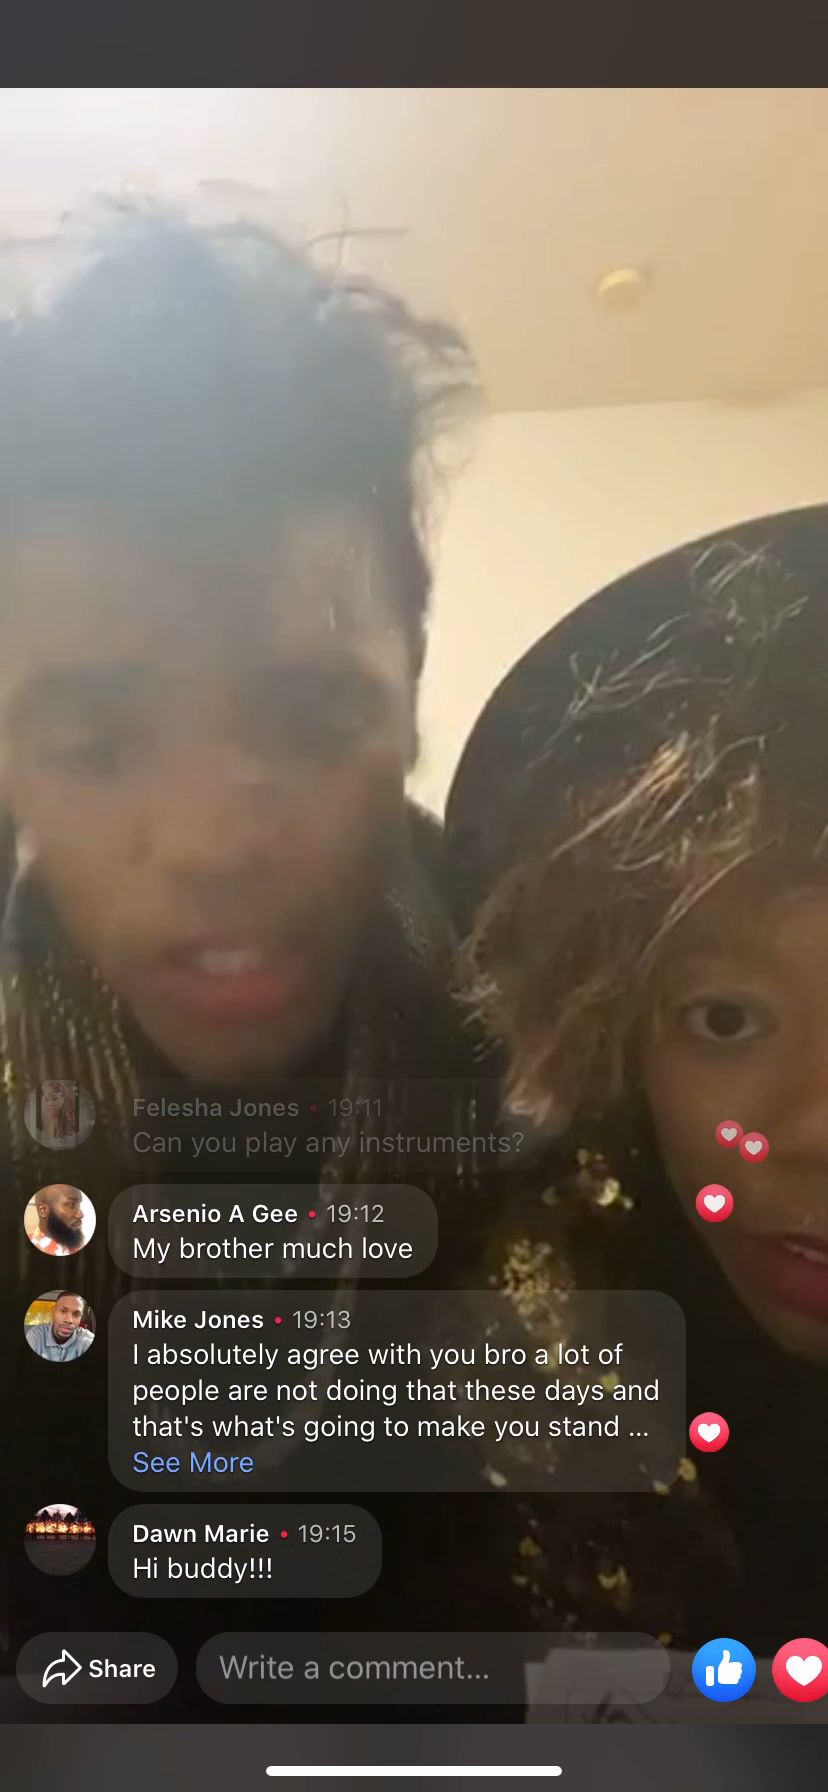 Felesha Jones • 19:11
Can you play any instruments?
Arsenio A Gee • 19:12
My brother much love
Mike Jones • 19:13
I absolutely agree with you bro a lot of
people are not doing that these days and
that's what's going to make you stand ...
See More
Dawn Marie • 19:15
Hi buddy!!!
Share
Write a comment...